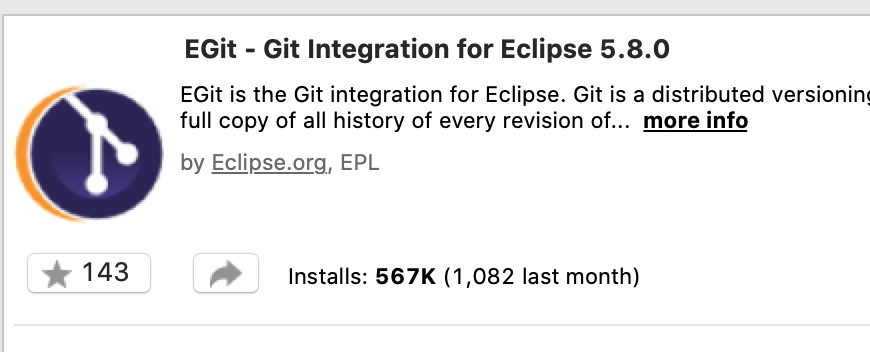 EGit - Git Integration for Eclipse 5.8.0
EGit is the Git integration for Eclipse. Git is a distributed versioning
full copy of all history of every revision of... more info
by Eclipse.org, EPL
143
Installs: 567K (1,082 last month)